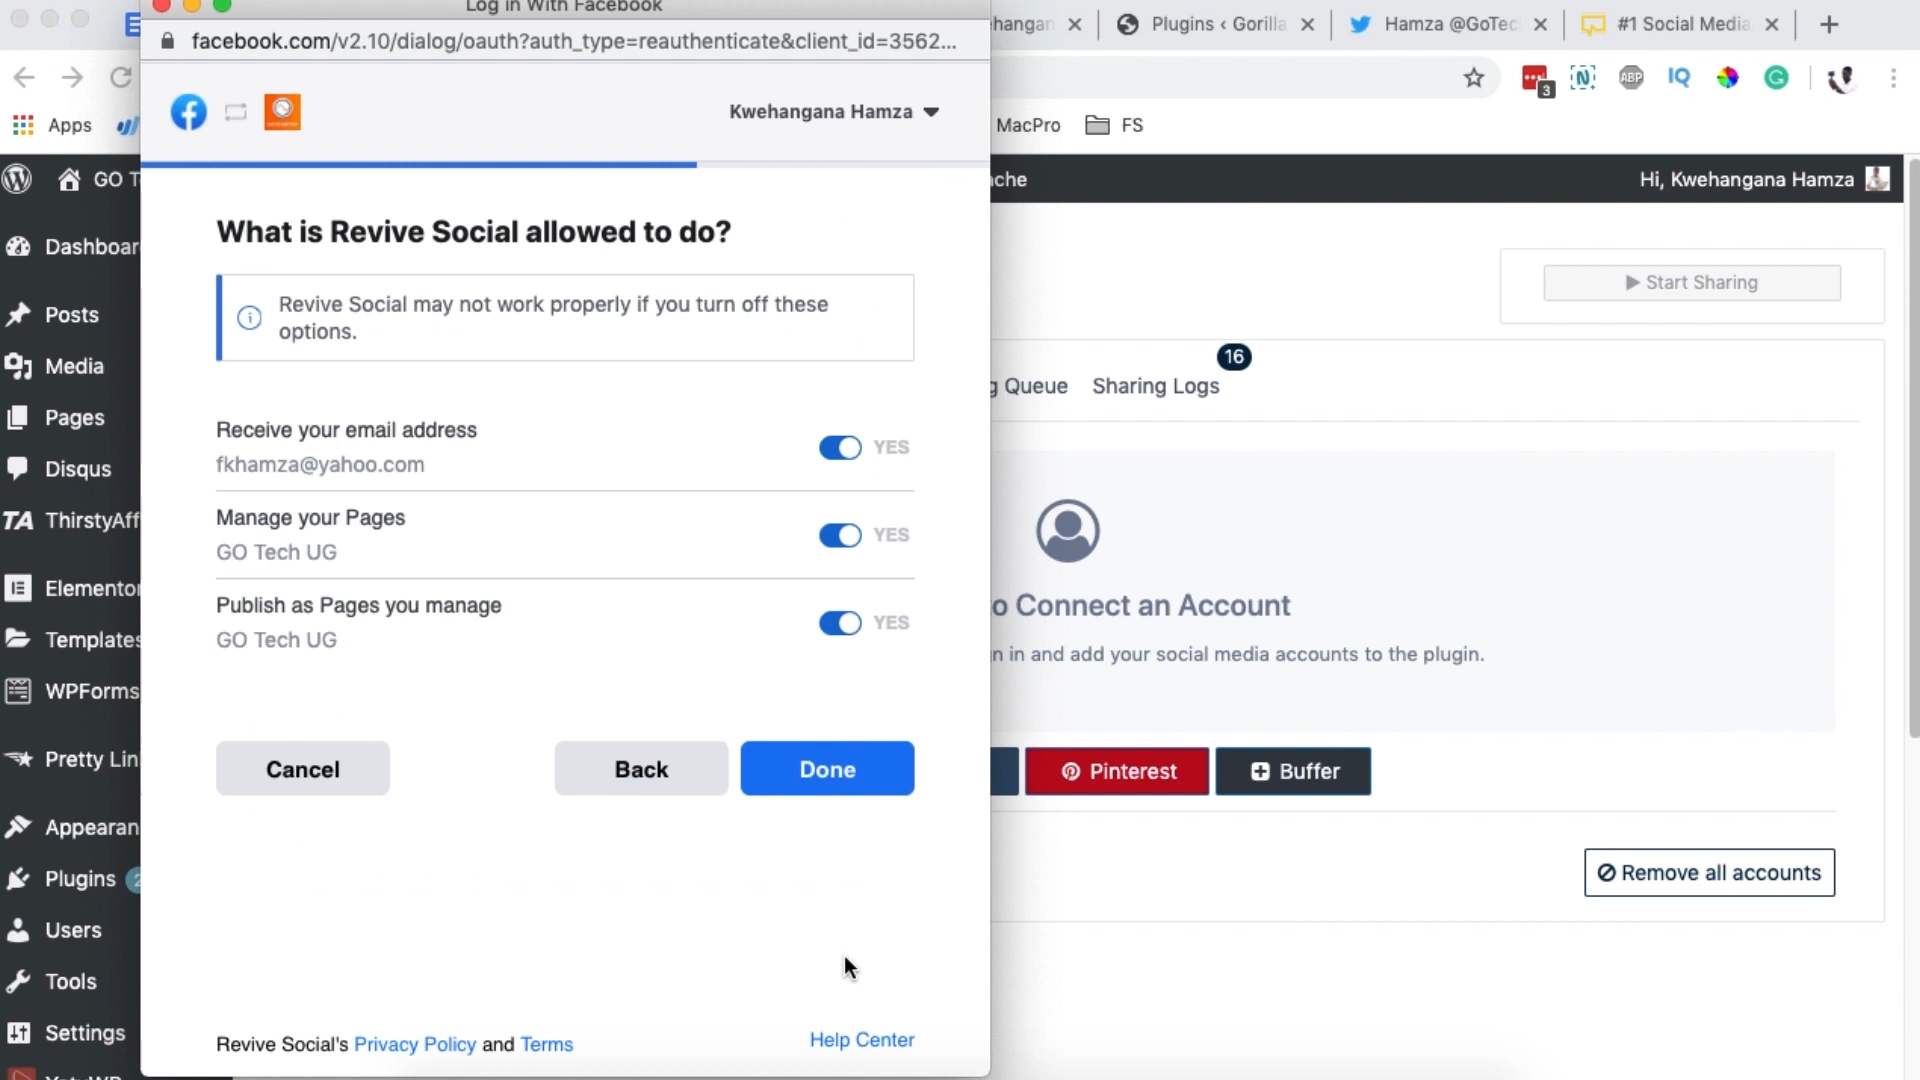 Log in With Facebook
facebook.com/v2.10/dialog/oauth?auth_type=reauthenticate&client_id=3562...
ehangan
Plugins ‹ Gorilla
Hamza @GoTec
#1 Social Media
3
ABP
IQ
Apps
MacPro
FS
Kwehangana Hamza
GO T
ache
Hi, Kwehangana Hamza
Dashboar
Posts
Media
Pages
Disqus
TA ThirstyAff
Elementor
Templates
WPForms
Pretty Lin
Appearan
Plugins 2
Users
Tools
Settings
What is Revive Social allowed to do?
Revive Social may not work properly if you turn off these
options.
Receive your email address
fkhamza@yahoo.com
YES
Manage your Pages
GO Tech UG
YES
Publish as Pages you manage
GO Tech UG
YES
Cancel
Back
Done
Revive Social's Privacy Policy and Terms
Help Center
Start Sharing
g Queue
Sharing Logs
16
o Connect an Account
n in and add your social media accounts to the plugin.
Pinterest
Buffer
Remove all accounts